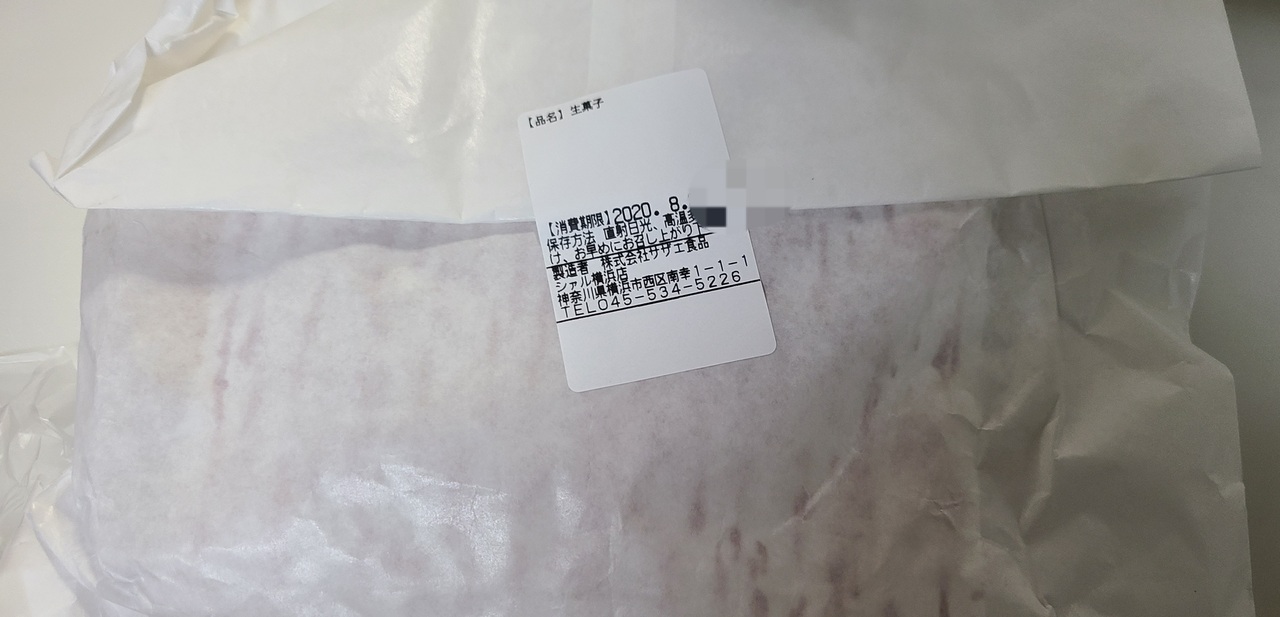 【品名】生菓子
【消費期限】2020. 8.
保存方法 直射日光、高温多
け、お早めにお召し上がり下
製造者 株式会社サザエ食品
シァル横浜店
神奈川県横浜市西区南幸1-1-1
TEL045-534-5226